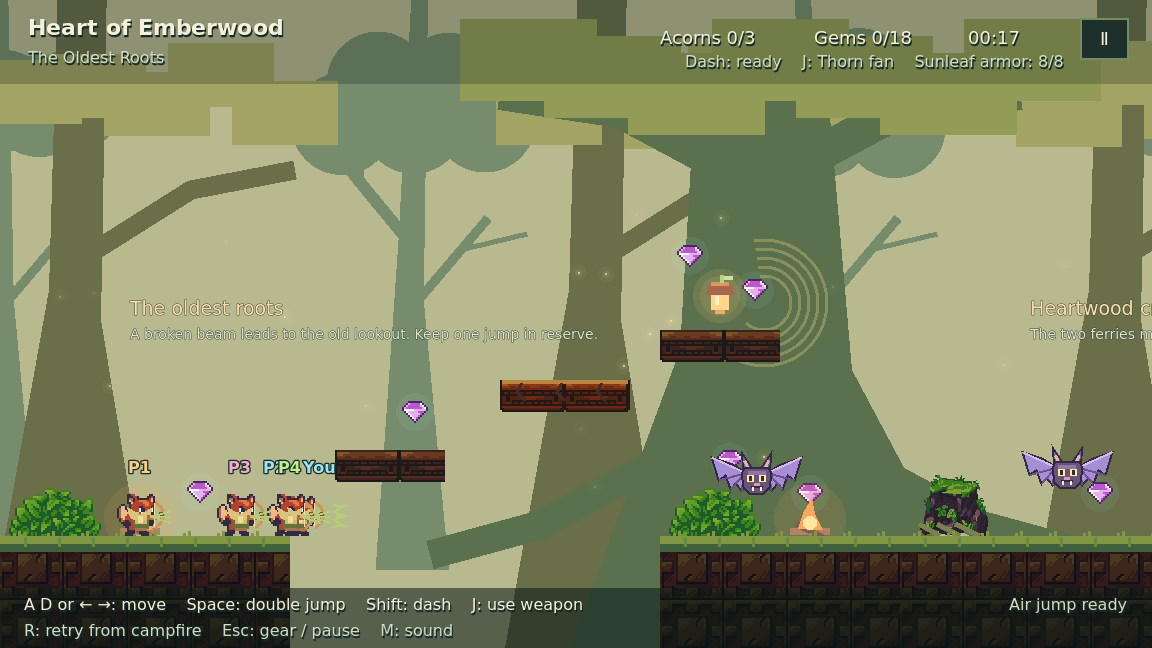 Heart of Emberwood
The Oldest Roots
Acorns 0/3 Gems 0/18 00:17
Dash: ready J: Thorn fan Sunleaf armor: 8/8
The oldest roots
A broken beam leads to the old lookout. Keep one jump in reserve.
Heartwood c
The two ferries m
P1 P3 P P4 You
A D or ← →: move Space: double jump Shift: dash J: use weapon
R: retry from campfire Esc: gear / pause M: sound
Air jump ready